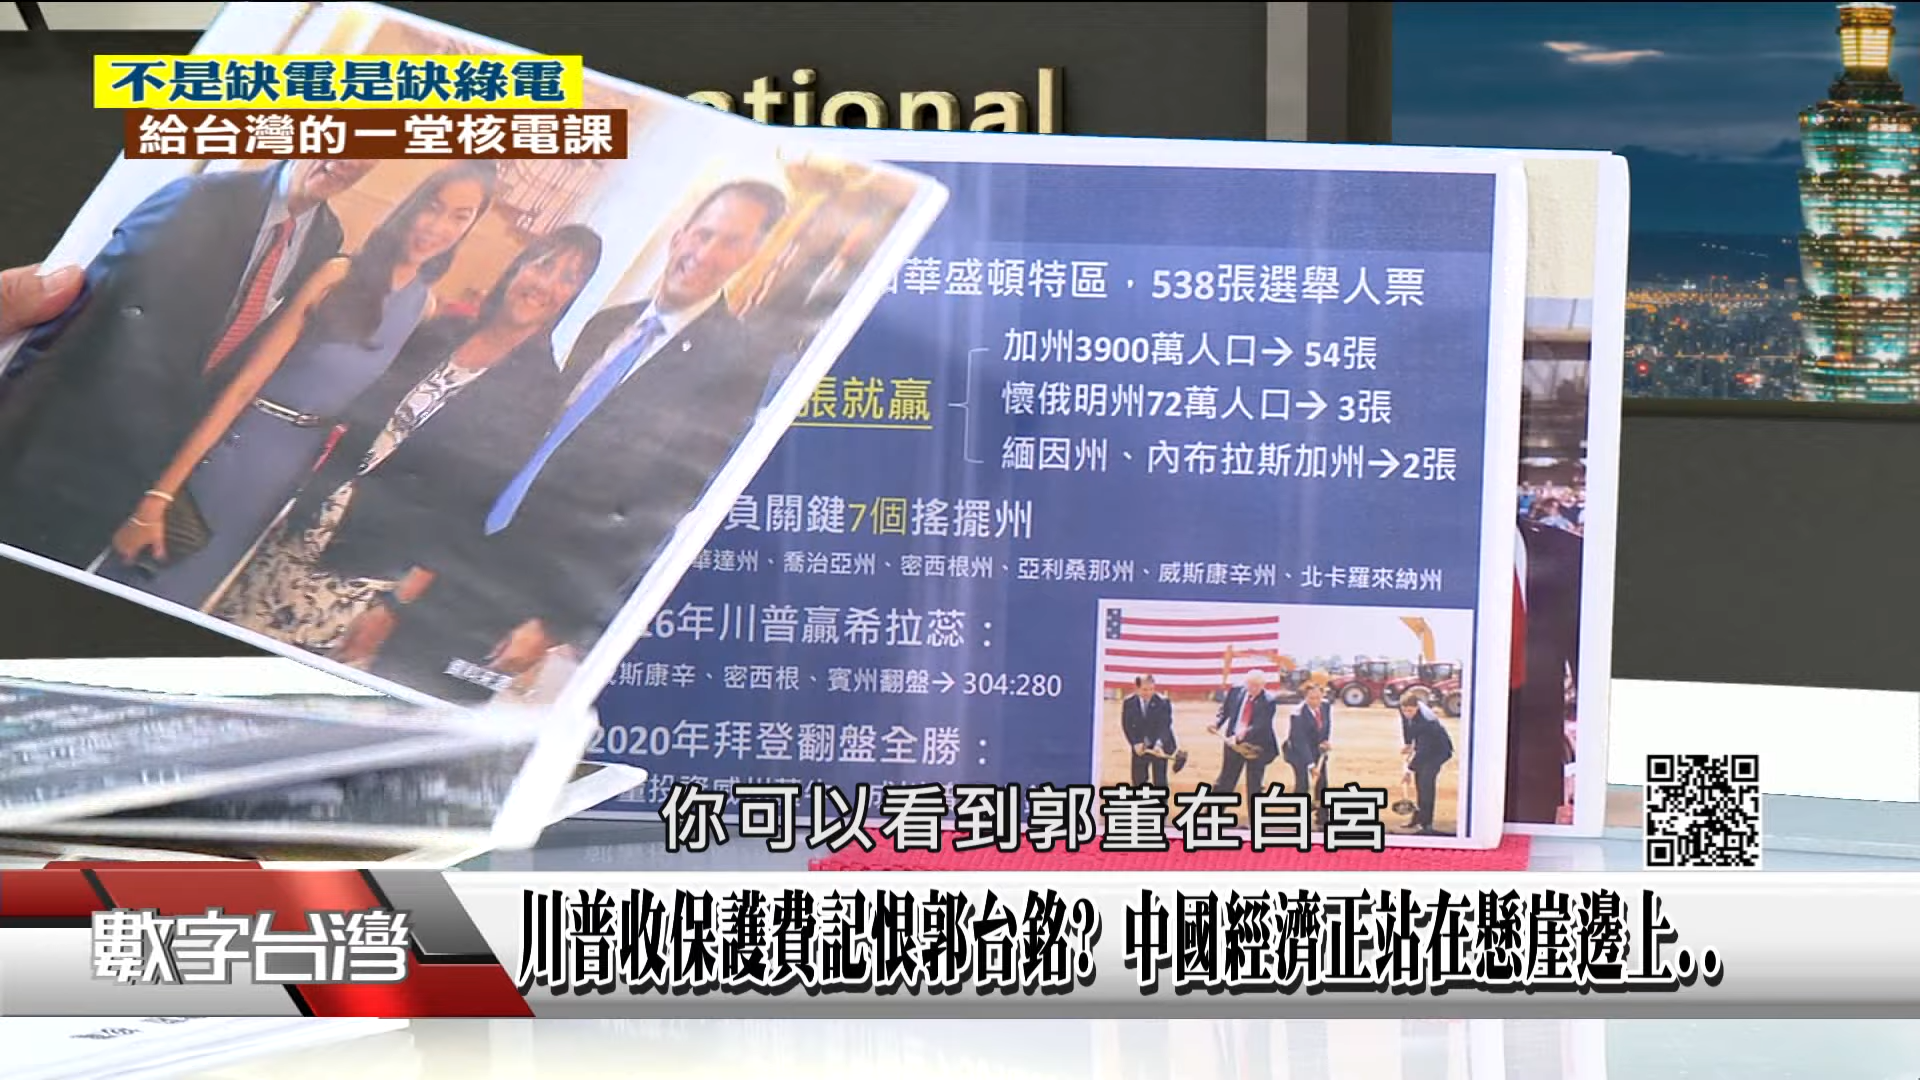 不是缺電是缺綠電
給台灣的一堂核電課
ational
華盛頓特區，538張選舉人票
加州3900萬人口→54張
張就贏
懷俄明州72萬人口→3張
緬因州、內布拉斯加州→2張
負關鍵7個搖擺州
華達州、喬治亞州、密西根州、亞利桑那州、威斯康辛州、北卡羅來納州
16年川普贏希拉蕊：
斯康辛、密西根、賓州翻盤→304:280
2020年拜登翻盤全勝：
你可以看到郭董在白宮
數字台灣
川普收保護費記恨郭台銘? 中國經濟正站在懸崖邊上..